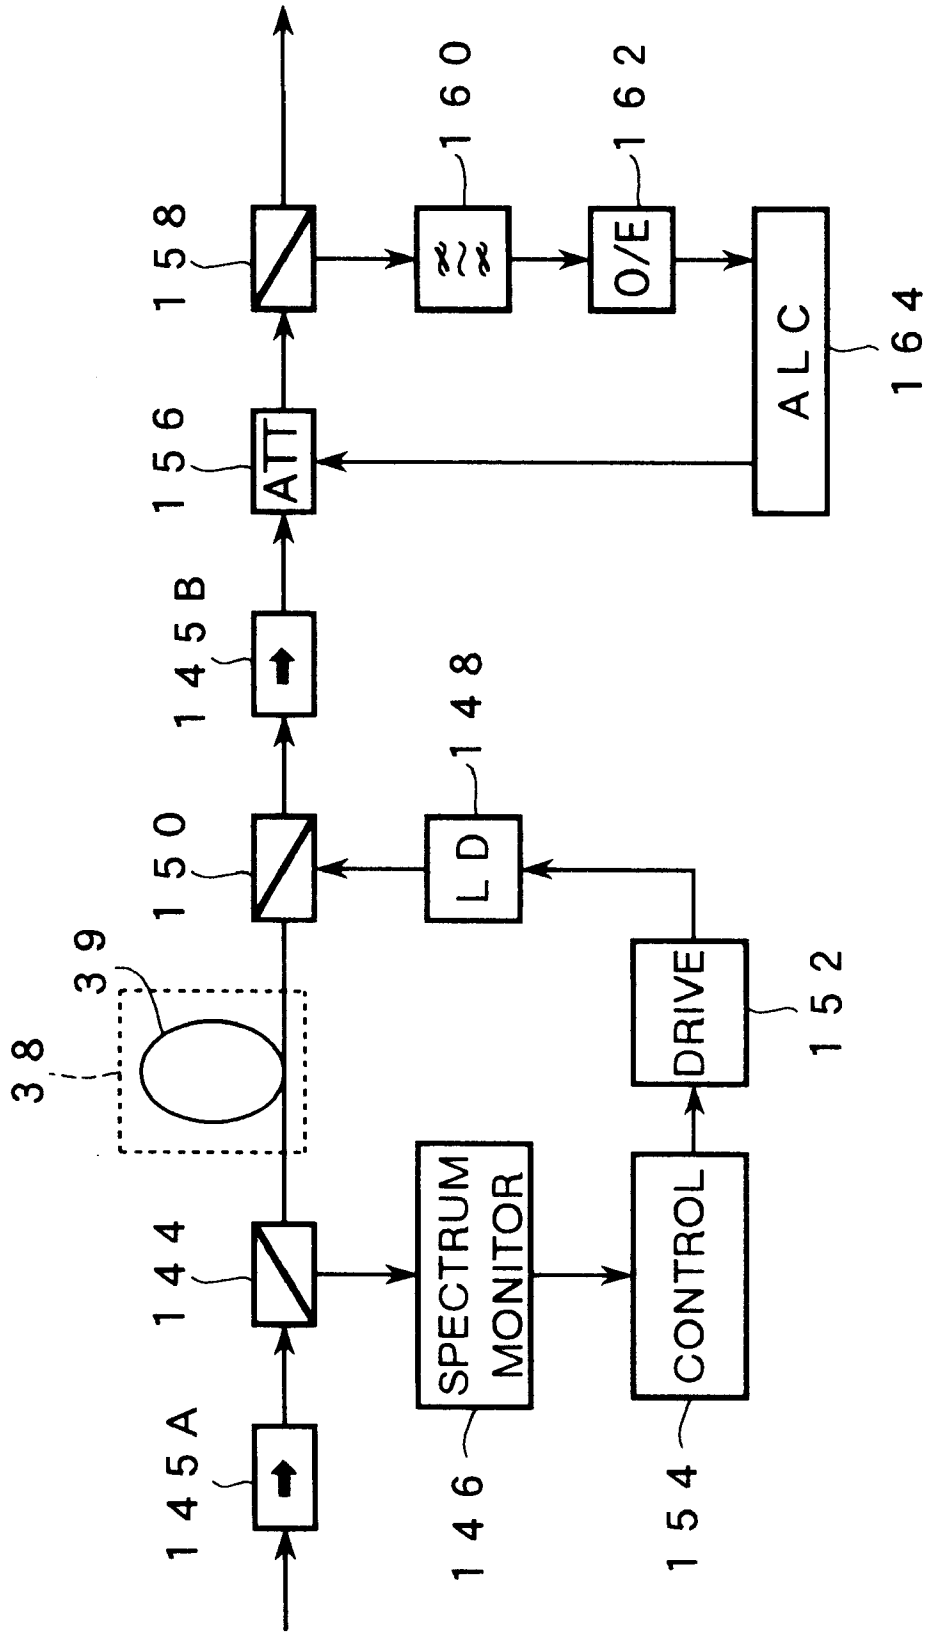 38
39
145A
144
150
145B
156
158
ATT
SPECTRUM
MONITOR
146
LD
148
160
CONTROL
154
DRIVE
152
O/E
162
ALC
164